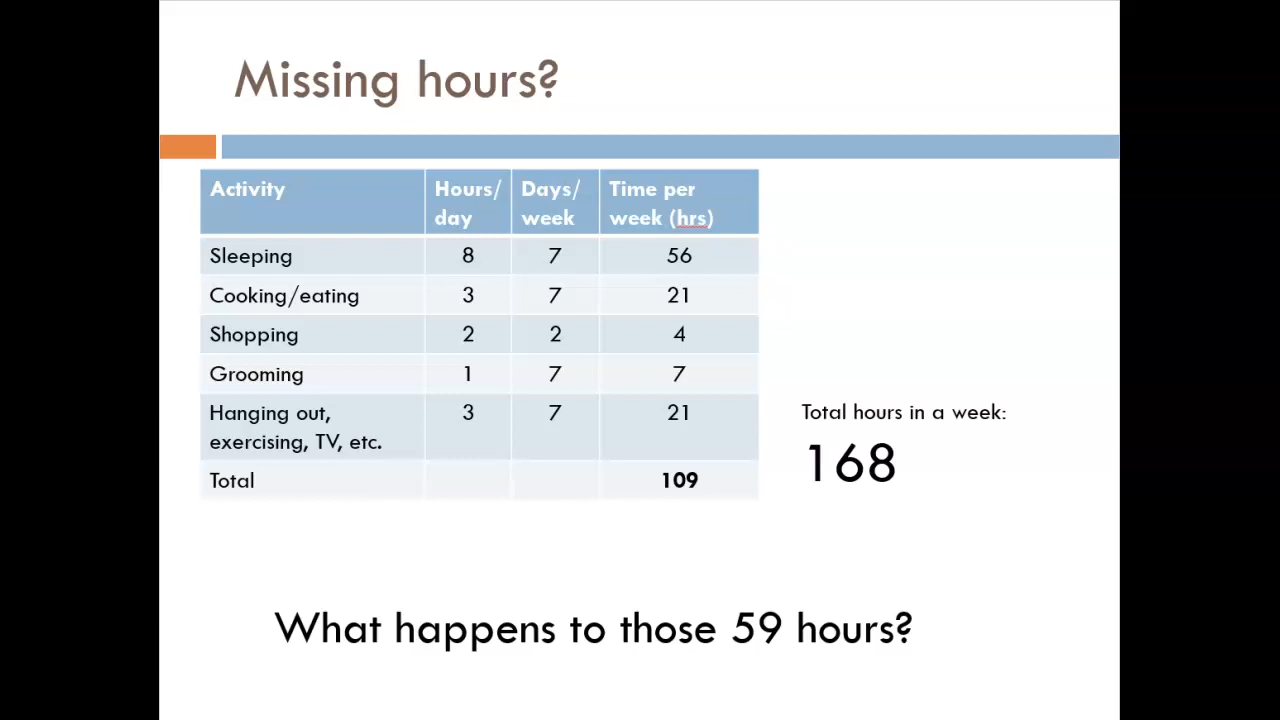 Missing hours?
Activity Hours/ Days/ Time per
day week week (hrs)
Sleeping 8 7 56
Cooking/eating 3 7 21
Shopping 2 2 4
Grooming 1 7 7
Hanging out, 3 7 21
exercising, TV, etc.
Total 109
Total hours in a week:
168
What happens to those 59 hours?